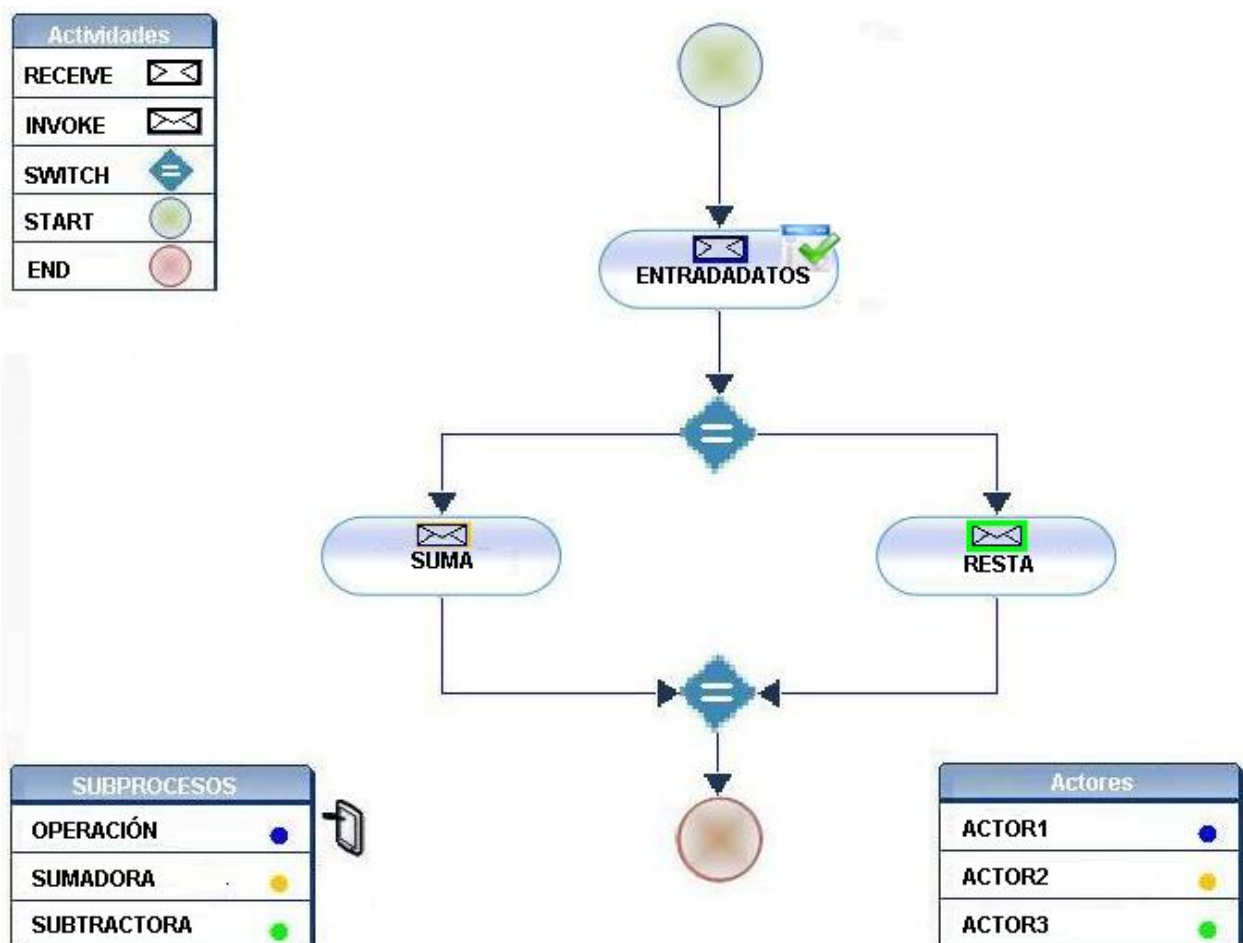 Actividades
RECEIVE
INVOKE
SWITCH
START
END
ENTRADADATOS
SUMA
RESTA
SUBPROCESOS
OPERACIÓN
SUMADORA
SUBTRACTORA
Actores
ACTOR1
ACTOR2
ACTOR3